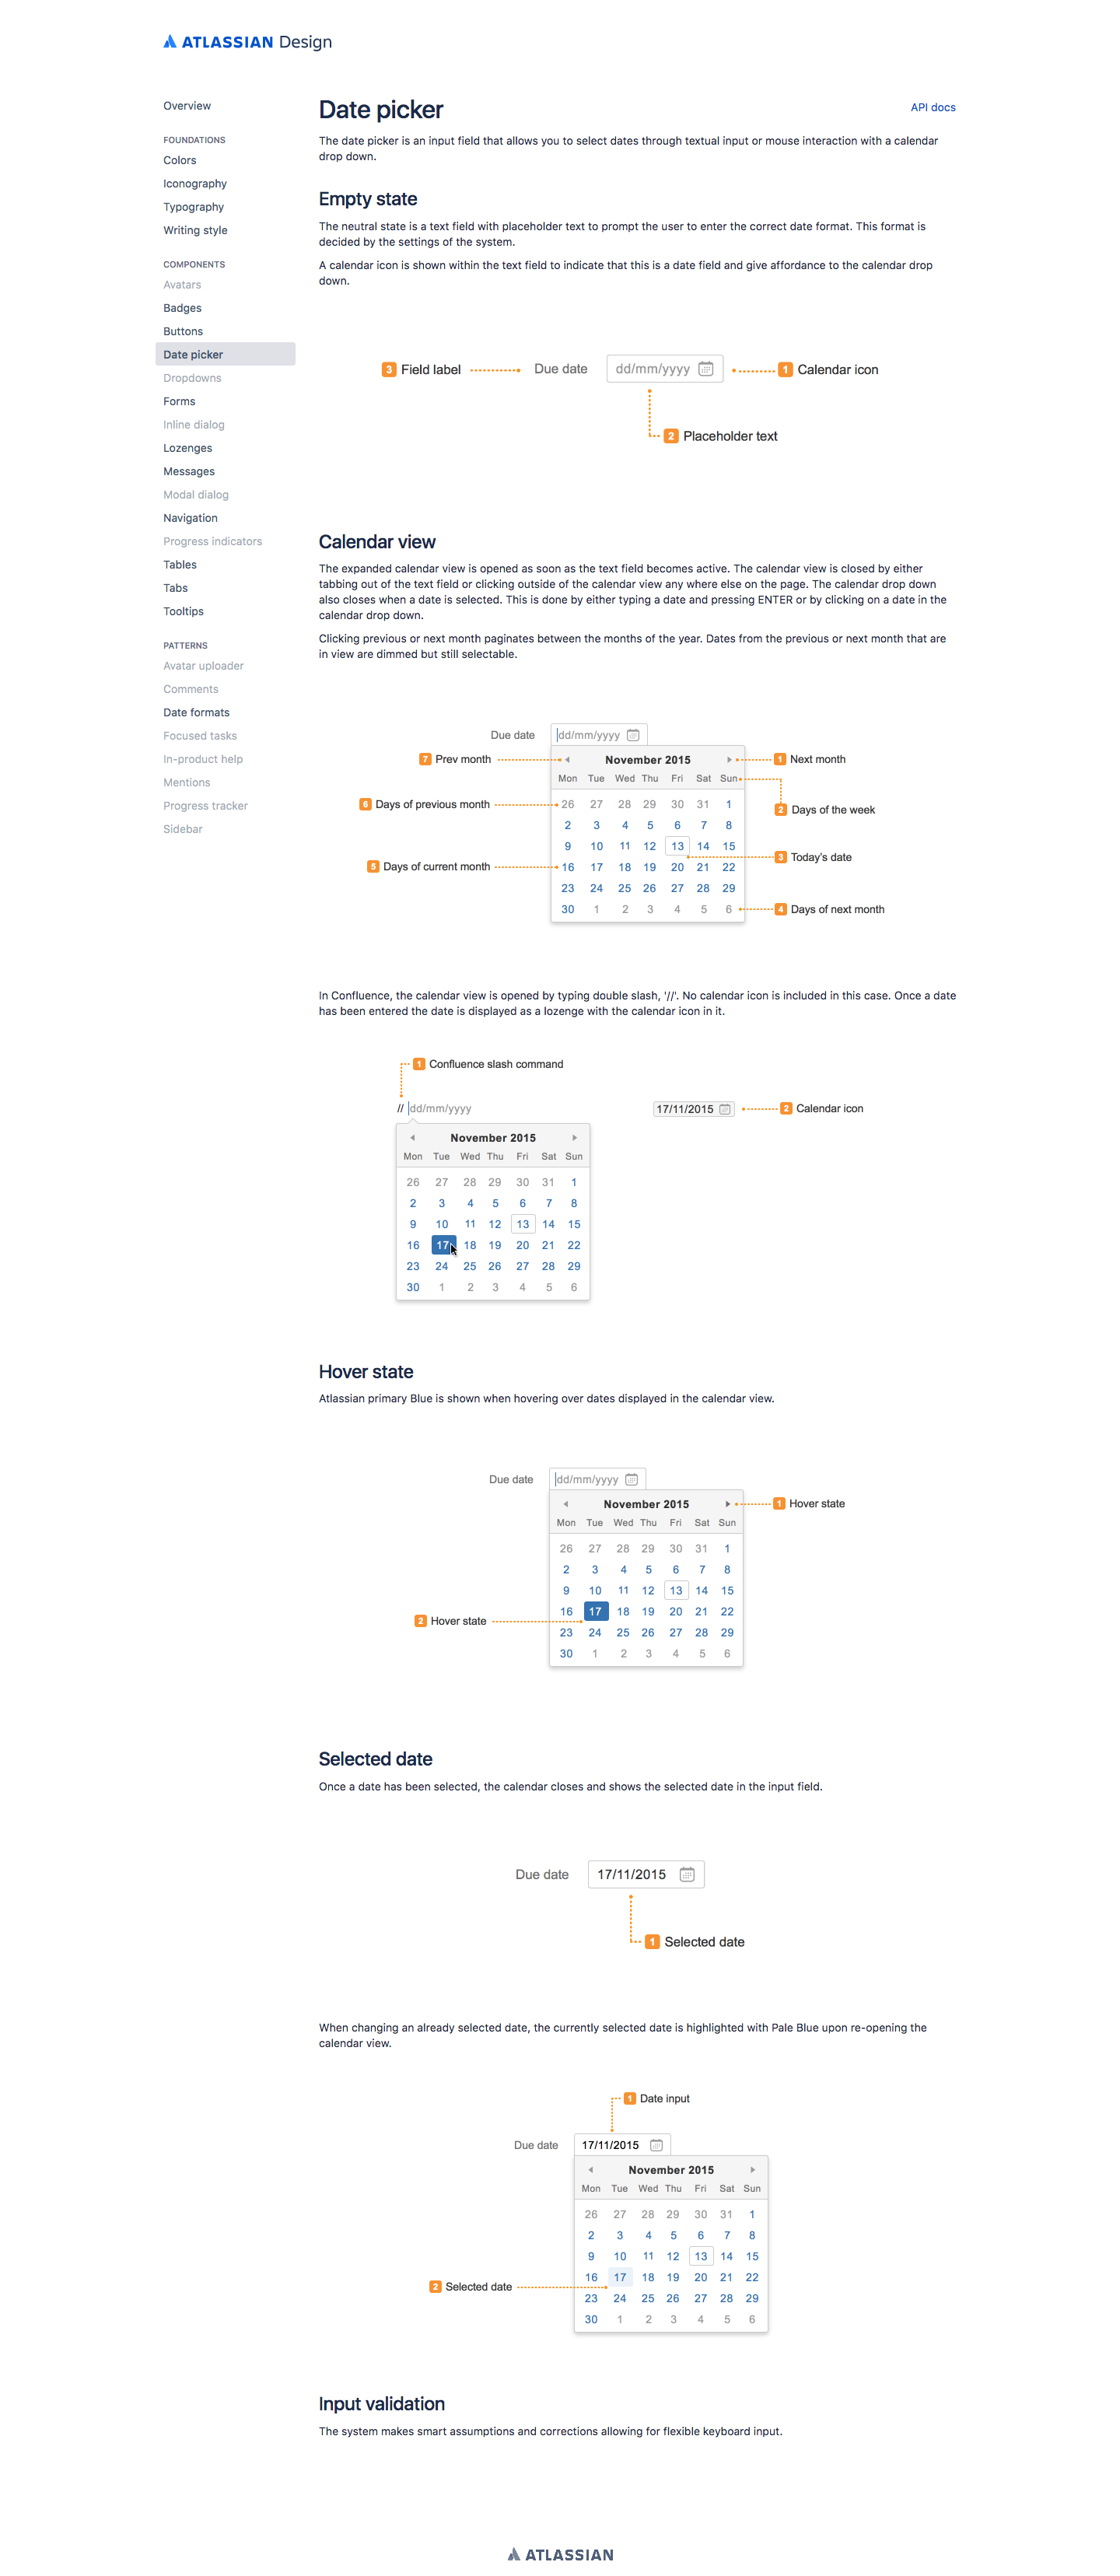 ATLASSIAN Design
Overview
FOUNDATIONS
Colors
Iconography
Typography
Writing style
COMPONENTS
Avatars
Badges
Buttons
Date picker
Dropdowns
Forms
Inline dialog
Lozenges
Messages
Modal dialog
Navigation
Progress indicators
Tables
Tabs
Tooltips
PATTERNS
Avatar uploader
Comments
Date formats
Focused tasks
In-product help
Mentions
Progress tracker
Sidebar
Date picker
API docs
The date picker is an input field that allows you to select dates through textual input or mouse interaction with a calendar
drop down.
Empty state
The neutral state is a text field with placeholder text to prompt the user to enter the correct date format. This format is
decided by the settings of the system.
A calendar icon is shown within the text field to indicate that this is a date field and give affordance to the calendar drop
down.
3 Field label Due date dd/mm/yyyy 1 Calendar icon
2 Placeholder text
Calendar view
The expanded calendar view is opened as soon as the text field becomes active. The calendar view is closed by either
tabbing out of the text field or clicking outside of the calendar view any where else on the page. The calendar drop down
also closes when a date is selected. This is done by either typing a date and pressing ENTER or by clicking on a date in the
calendar drop down.
Clicking previous or next month paginates between the months of the year. Dates from the previous or next month that are
in view are dimmed but still selectable.
Due date dd/mm/yyyy
7 Prev month November 2015 1 Next month
Mon Tue Wed Thu Fri Sat Sun
6 Days of previous month 26 27 28 29 30 31 1 2 Days of the week
2 3 4 5 6 7 8
9 10 11 12 13 14 15
3 Today's date
5 Days of current month 16 17 18 19 20 21 22
23 24 25 26 27 28 29
30 1 2 3 4 5 6 4 Days of next month
In Confluence, the calendar view is opened by typing double slash, '//'. No calendar icon is included in this case. Once a date
has been entered the date is displayed as a lozenge with the calendar icon in it.
1 Confluence slash command
// dd/mm/yyyy 17/11/2015 2 Calendar icon
November 2015
Mon Tue Wed Thu Fri Sat Sun
26 27 28 29 30 31 1
2 3 4 5 6 7 8
9 10 11 12 13 14 15
16 17 18 19 20 21 22
23 24 25 26 27 28 29
30 1 2 3 4 5 6
Hover state
Atlassian primary Blue is shown when hovering over dates displayed in the calendar view.
Due date dd/mm/yyyy
November 2015 1 Hover state
Mon Tue Wed Thu Fri Sat Sun
26 27 28 29 30 31 1
2 3 4 5 6 7 8
9 10 11 12 13 14 15
16 17 18 19 20 21 22
2 Hover state
23 24 25 26 27 28 29
30 1 2 3 4 5 6
Selected date
Once a date has been selected, the calendar closes and shows the selected date in the input field.
Due date 17/11/2015
1 Selected date
When changing an already selected date, the currently selected date is highlighted with Pale Blue upon re-opening the
calendar view.
1 Date input
Due date 17/11/2015
November 2015
Mon Tue Wed Thu Fri Sat Sun
26 27 28 29 30 31 1
2 3 4 5 6 7 8
9 10 11 12 13 14 15
16 17 18 19 20 21 22
2 Selected date
23 24 25 26 27 28 29
30 1 2 3 4 5 6
Input validation
The system makes smart assumptions and corrections allowing for flexible keyboard input.
ATLASSIAN